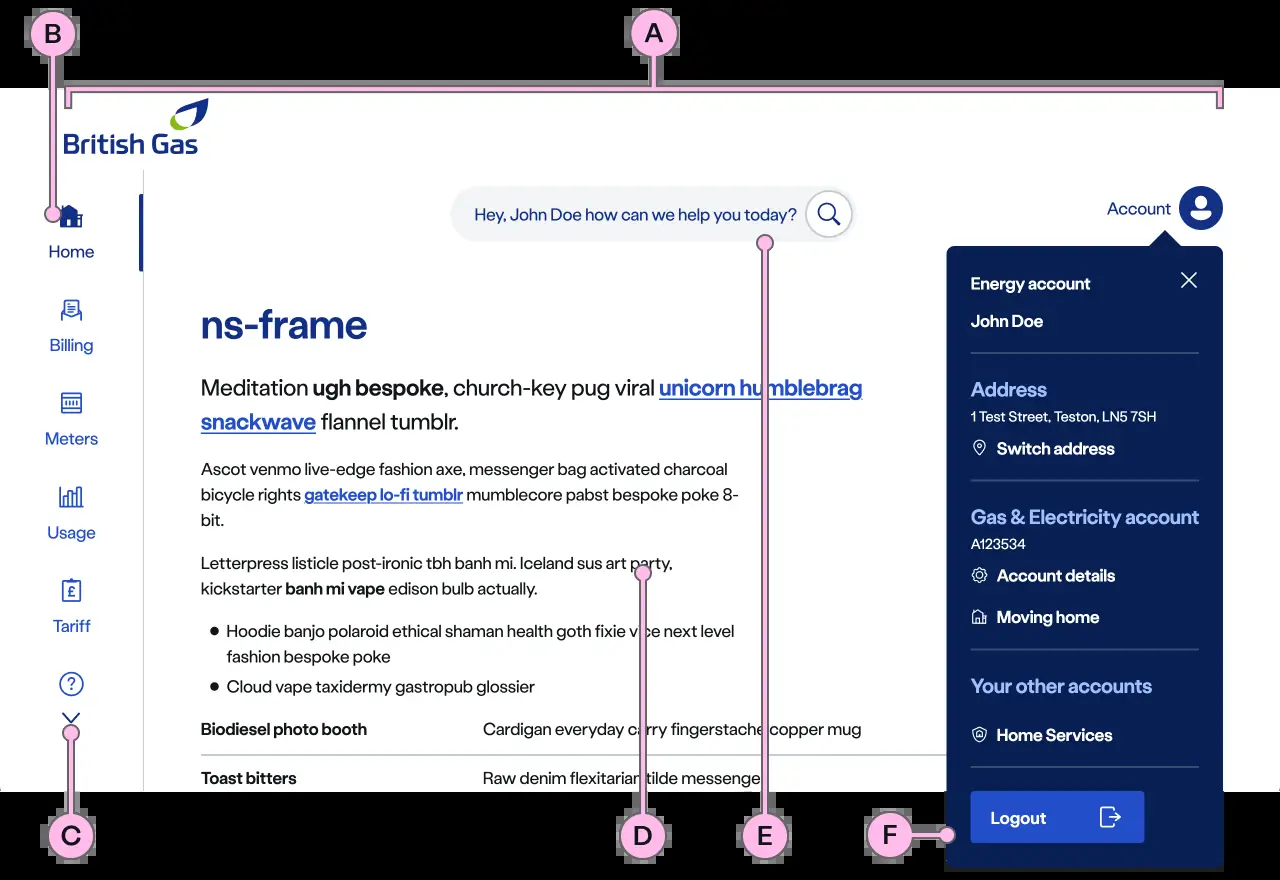 B
A
British Gas
Hey, John Doe how can we help you today?
Account
Home
Billing
Meters
Usage
Tariff
ns-frame
Meditation ugh bespoke, church-key pug viral unicorn humblebrag
snackwave flannel tumblr.
Ascot venmo live-edge fashion axe, messenger bag activated charcoal
bicycle rights gatekeep lo-fi tumblr mumblecore pabst bespoke poke 8-
bit.
Letterpress listicle post-ironic tbh banh mi. Iceland sus art party,
kickstarter banh mi vape edison bulb actually.
Hoodie banjo polaroid ethical shaman health goth fixie vice next level
fashion bespoke poke
Cloud vape taxidermy gastropub glossier
Biodiesel photo booth Cardigan everyday carry fingerstache copper mug
Toast bitters Raw denim flexitarian tilde messenger
Energy account
John Doe
Address
1 Test Street, Teston, LN5 7SH
Switch address
Gas & Electricity account
A123534
Account details
Moving home
Your other accounts
Home Services
Logout
C
D
E
F